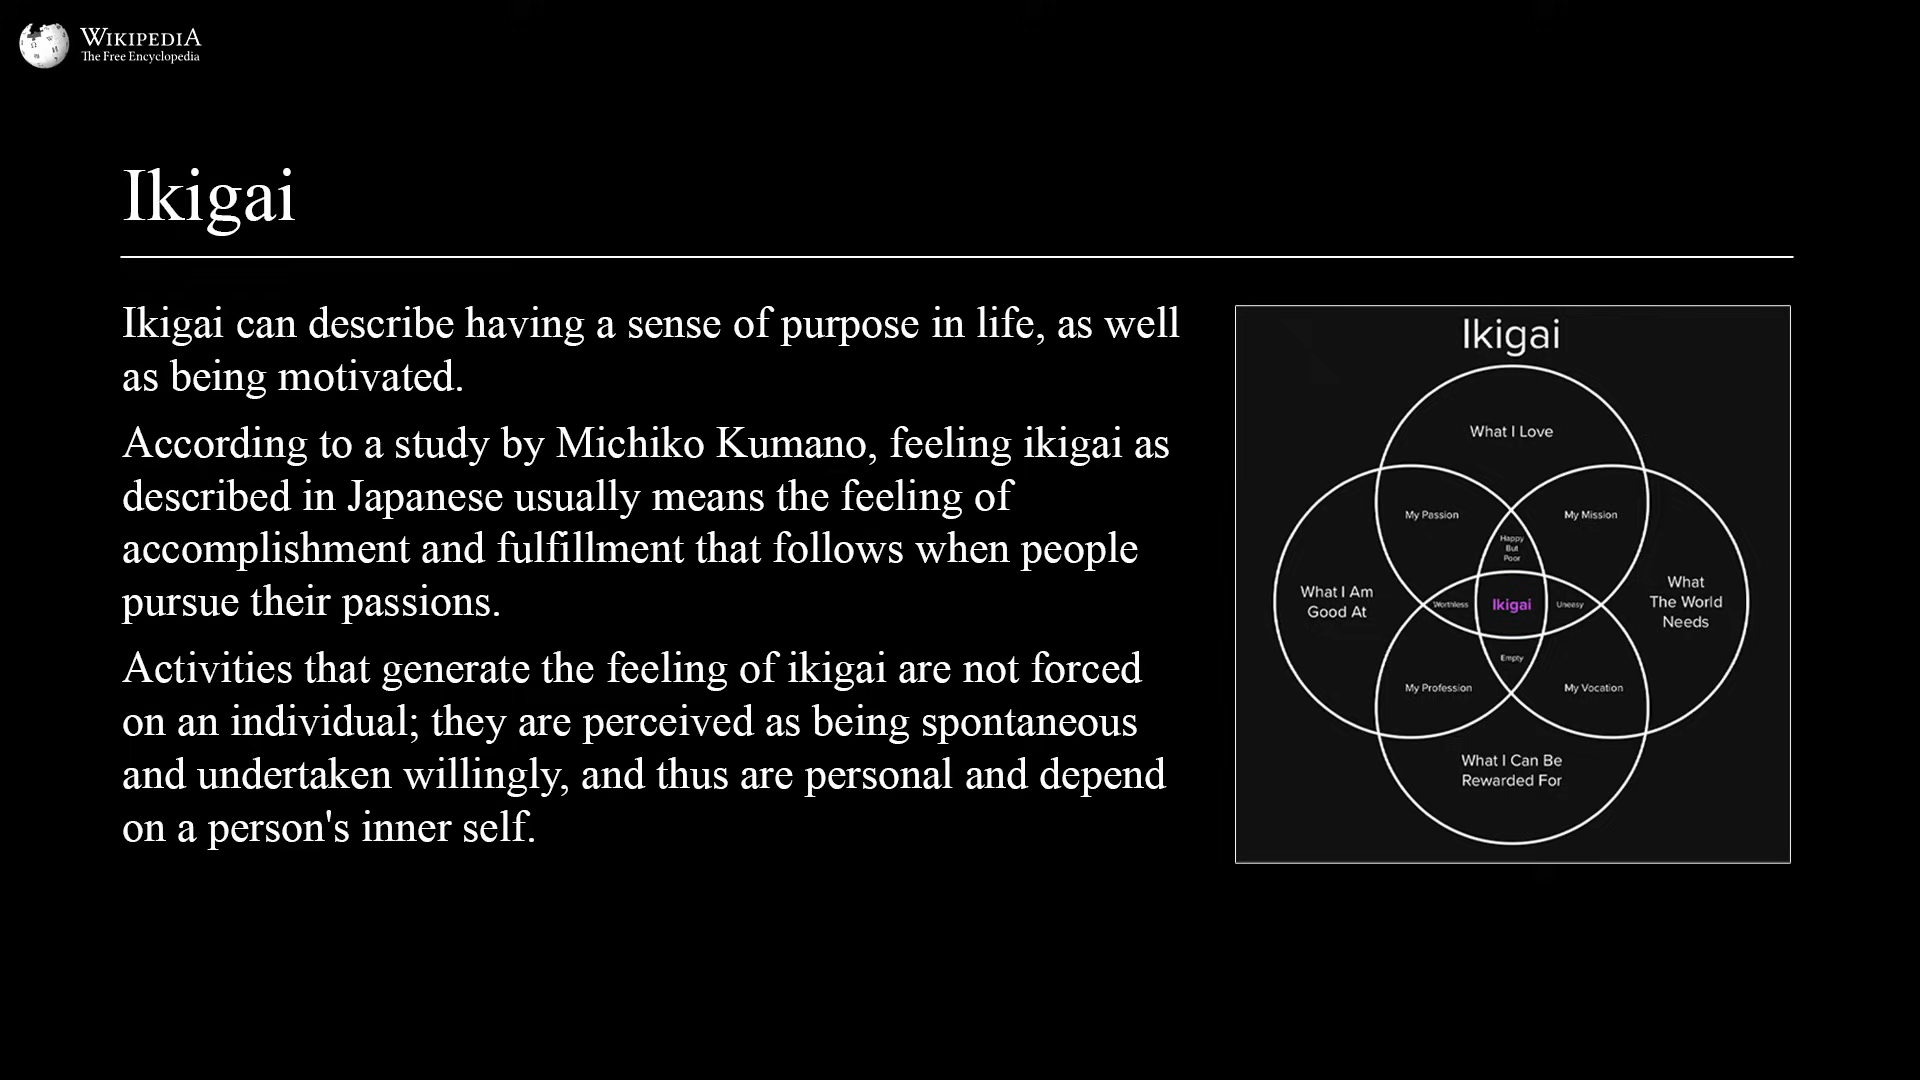 WIKIPEDIA
The Free Encyclopedia
Ikigai
Ikigai can describe having a sense of purpose in life, as well
as being motivated.
According to a study by Michiko Kumano, feeling ikigai as
described in Japanese usually means the feeling of
accomplishment and fulfillment that follows when people
pursue their passions.
Activities that generate the feeling of ikigai are not forced
on an individual; they are perceived as being spontaneous
and undertaken willingly, and thus are personal and depend
on a person's inner self.
Ikigai
What I Love
My Passion
My Mission
Happy
But
Poor
What I Am
Good At
What
The World
Needs
Worthless
Ikigai
Uneasy
Empty
My Profession
My Vocation
What I Can Be
Rewarded For